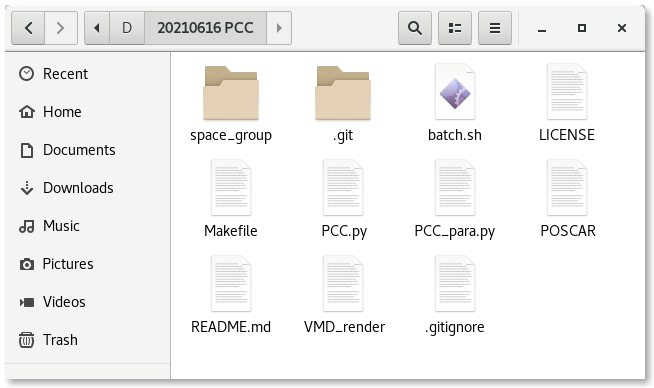 D 20210616 PCC
Recent
Home
Documents
Downloads
Music
Pictures
Videos
Trash
space_group .git batch.sh LICENSE
Makefile PCC.py PCC_para.py POSCAR
README.md VMD_render .gitignore